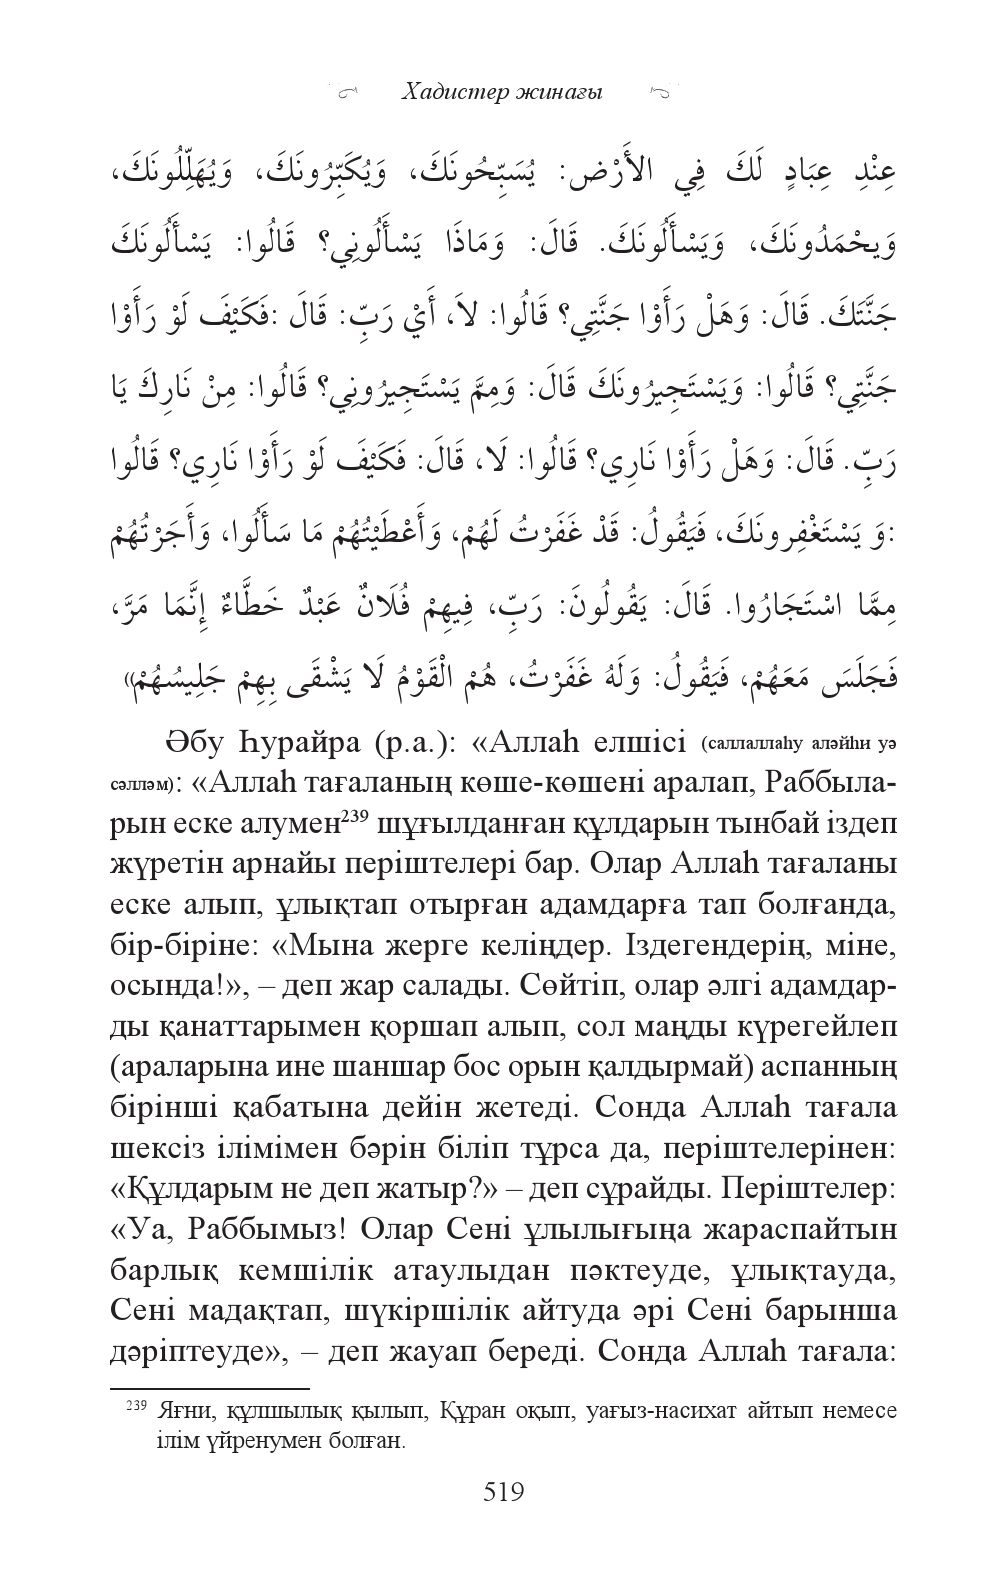 Хадистер жинағы
عِنْدِ عِبَادٍ لَكَ فِي الأَرْضِ: يُسَبِّحُونَكَ، وَيُكَبِّرُونَكَ، وَيُهَلِّلُونَكَ،
وَيحْمَدُونَكَ، وَيَسْأَلُونَكَ. قَالَ: وَمَاذَا يَسْأَلُونِي؟ قَالُوا: يَسْأَلُونَكَ
جَنَّتَكَ. قَالَ: وَهَلْ رَأَوْا جَنَّتِي؟ قَالُوا: لاَ، أَيْ رَبِّ: قَالَ :فَكَيْفَ لَوْ رَأَوْا
جَنَّتِي؟ قَالُوا: وَيَسْتَجِيرُونَكَ قَالَ: وَمِمَّ يَسْتَجِيرُونِي؟ قَالُوا: مِنْ نَارِكَ يَا
رَبِّ. قَالَ: وَهَلْ رَأَوْا نَارِي؟ قَالُوا: لَا، قَالَ: فَكَيْفَ لَوْ رَأَوْا نَارِي؟ قَالُوا
:وَ يَسْتَغْفِرونَكَ، فَيَقُولُ: قَدْ غَفَرْتُ لَهُمْ، وَأَعْطَيْتُهُمْ مَا سَأَلُوا، وَأَجَرْتُهُمْ
مِمَّا اسْتَجَارُوا. قَالَ: يَقُولُونَ: رَبِّ، فِيهِمْ فُلَانٌ عَبْدٌ خَطَّاءٌ إِنَّمَا مَرَّ،
فَجَلَسَ مَعَهُمْ، فَيَقُولُ: وَلَهُ غَفَرْتُ، هُمْ الْقَوْمُ لَا يَشْقَى بِهِمْ جَلِيسُهُمْ»
Әбу Һурайра (р.а.): «Аллаһ елшісі (саллаллаһу аләйһи уә
сәлләм): «Аллаһ тағаланың көше-көшені аралап, Раббыла-
рын еске алумен²³⁹ шұғылданған құлдарын тынбай іздеп
жүретін арнайы періштелері бар. Олар Аллаһ тағаланы
еске алып, ұлықтап отырған адамдарға тап болғанда,
бір-біріне: «Мына жерге келіңдер. Іздегендерің, міне,
осында!», – деп жар салады. Сөйтіп, олар әлгі адамдар-
ды қанаттарымен қоршап алып, сол маңды күрегейлеп
(араларына ине шаншар бос орын қалдырмай) аспанның
бірінші қабатына дейін жетеді. Сонда Аллаһ тағала
шексіз ілімімен бәрін біліп тұрса да, періштелерінен:
«Құлдарым не деп жатыр?» – деп сұрайды. Періштелер:
«Уа, Раббымыз! Олар Сені ұлылығыңа жараспайтын
барлық кемшілік атаулыдан пәктеуде, ұлықтауда,
Сені мадақтап, шүкіршілік айтуда әрі Сені барынша
дәріптеуде», – деп жауап береді. Сонда Аллаһ тағала:
²³⁹ Яғни, құлшылық қылып, Құран оқып, уағыз-насихат айтып немесе
ілім үйренумен болған.
519